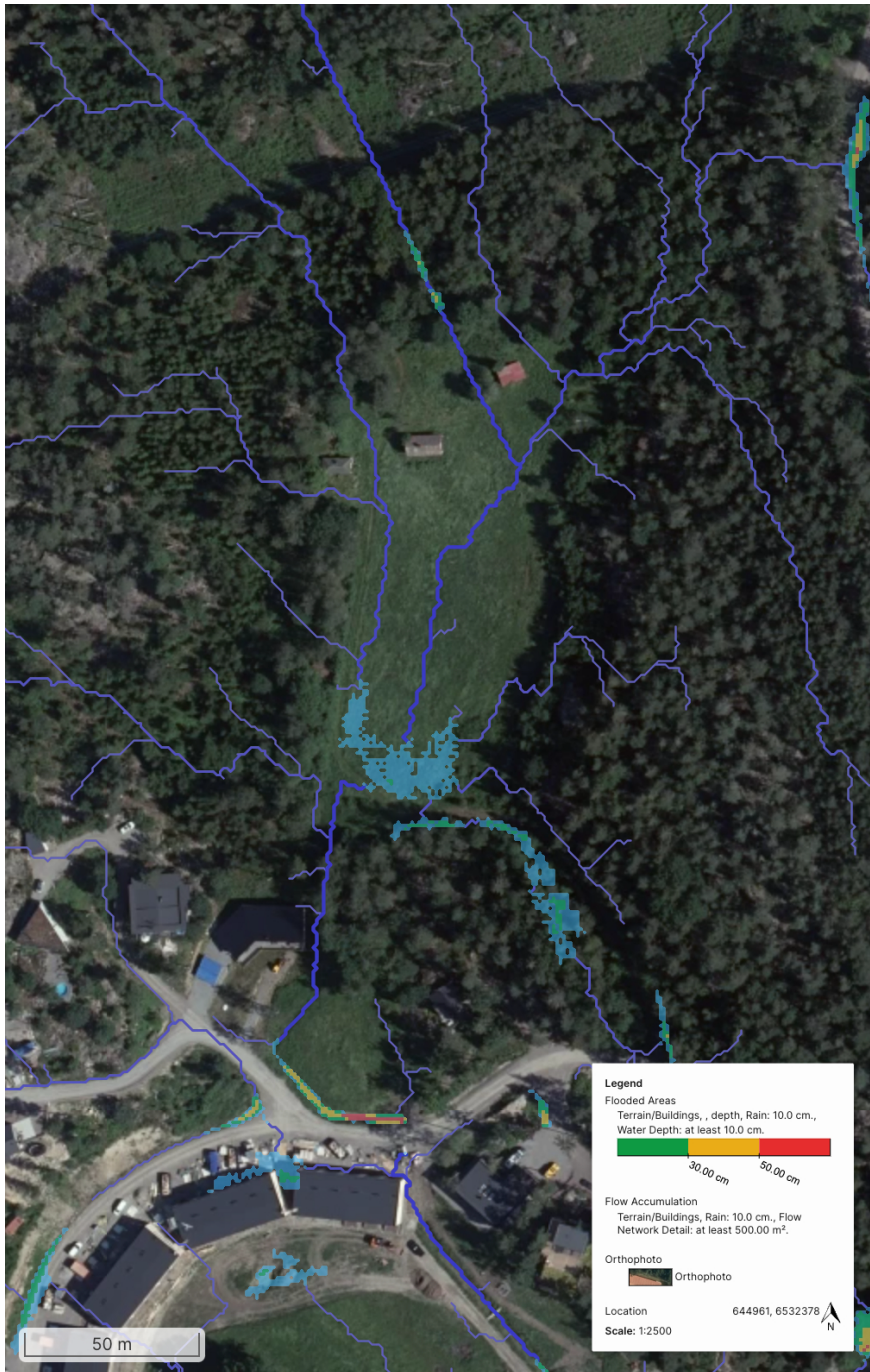 Legend
Flooded Areas
Terrain/Buildings, , depth, Rain: 10.0 cm.,
Water Depth: at least 10.0 cm.
30.00 cm
50.00 cm
Flow Accumulation
Terrain/Buildings, Rain: 10.0 cm., Flow
Network Detail: at least 500.00 m².
Orthophoto
Orthophoto
Location 644961, 6532378
N
Scale: 1:2500
50 m